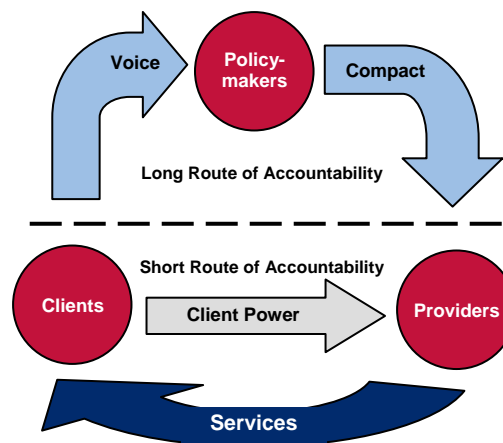 Voice
Policy-
makers
Compact
Long Route of Accountability
Short Route of Accountability
Clients
Client Power
Providers
Services